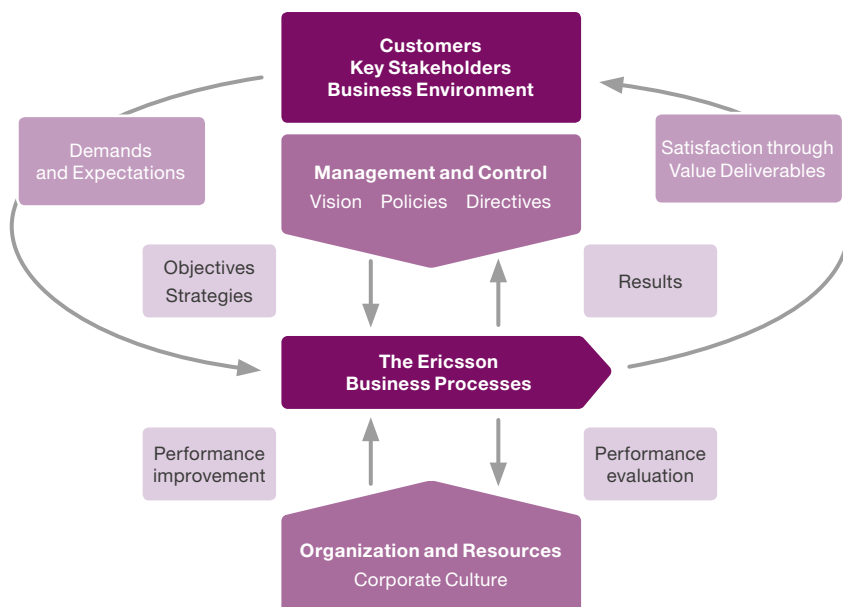 Customers
Key Stakeholders
Business Environment
Demands
and Expectations
Satisfaction through
Value Deliverables
Management and Control
Vision Policies Directives
Objectives
Strategies
Results
The Ericsson
Business Processes
Performance
improvement
Performance
evaluation
Organization and Resources
Corporate Culture